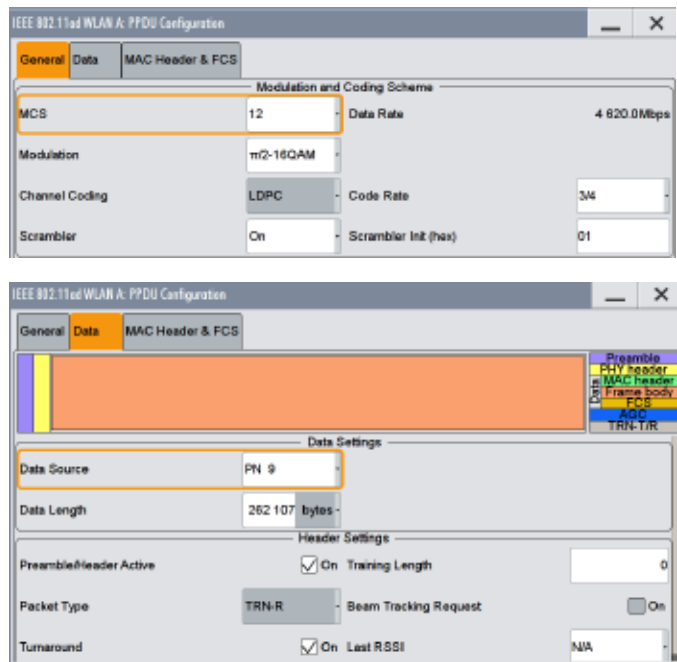 IEEE 802.11ad WLAN A: PPDU Configuration
General Data MAC Header & FCS
Modulation and Coding Scheme
MCS 12 Data Rate 4 620.0Mbps
Modulation π/2-16QAM
Channel Coding LDPC Code Rate 3/4
Scrambler On Scrambler Init (hex) 01
IEEE 802.11ad WLAN A: PPDU Configuration
General Data MAC Header & FCS
Preamble
PHY header
MAC header
Data
Frame body
FCS
AGC
TRN-T/R
Data Settings
Data Source PN 9
Data Length 262 107 bytes
Header Settings
Preamble/Header Active On Training Length 0
Packet Type TRN-R Beam Tracking Request On
Turnaround On Last RSSI N/A